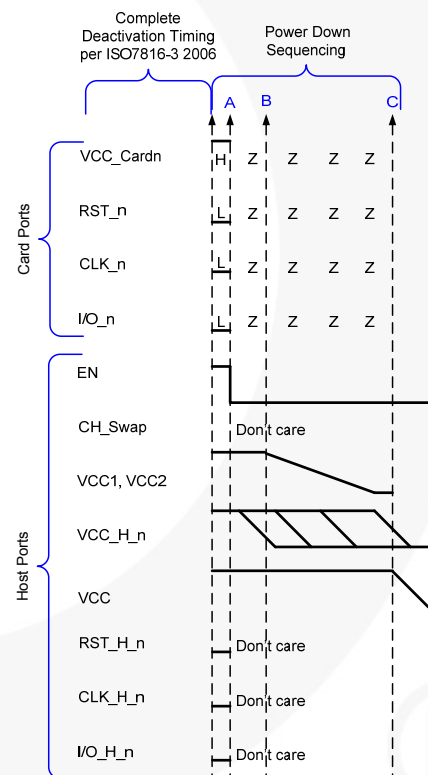 Complete
Deactivation Timing
per ISO7816-3 2006
Power Down
Sequencing
A B C
Card Ports
VCC_Cardn H Z Z Z Z
RST_n L Z Z Z Z
CLK_n L Z Z Z Z
I/O_n L Z Z Z Z
Host Ports
EN
CH_Swap Don't care
VCC1, VCC2
VCC_H_n
VCC
RST_H_n Don't care
CLK_H_n Don't care
I/O_H_n Don't care